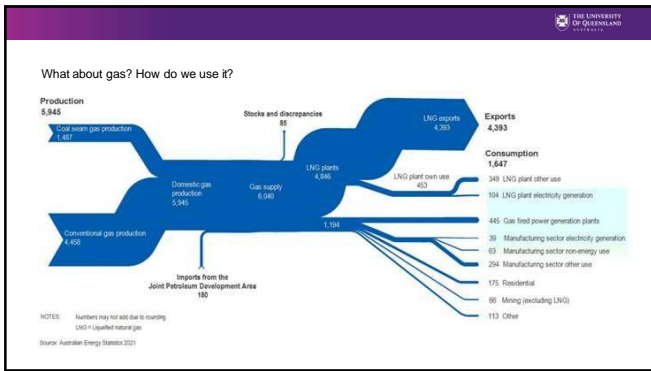 THE UNIVERSITY
OF QUEENSLAND
AUSTRALIA
What about gas? How do we use it?
Production
5,945
Coal seam gas production
1,487
Conventional gas production
4,458
Domestic gas
production
5,945
Stocks and discrepancies
85
Gas supply
6,040
Imports from the
Joint Petroleum Development Area
180
LNG plants
4,846
1,194
LNG exports
4,393
LNG plant own use
453
Exports
4,393
Consumption
1,647
349 LNG plant other use
104 LNG plant electricity generation
445 Gas fired power generation plants
39 Manufacturing sector electricity generation
63 Manufacturing sector non-energy use
294 Manufacturing sector other use
175 Residential
66 Mining (excluding LNG)
113 Other
NOTES: Numbers may not add due to rounding
LNG = Liquefied natural gas
Source: Australian Energy Statistics 2021